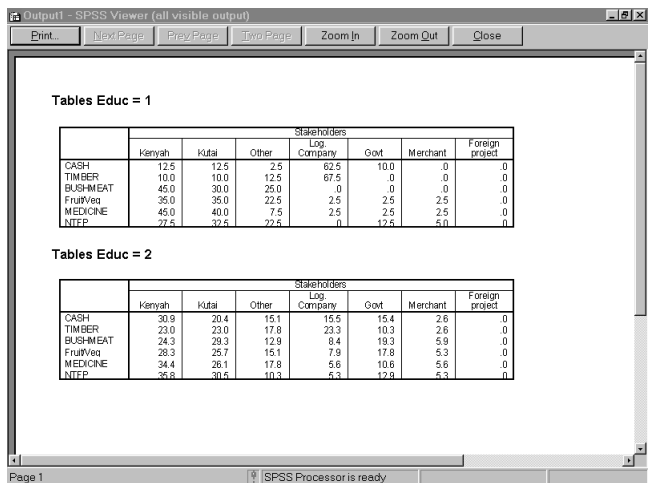 Output1 - SPSS Viewer (all visible output)
Print... Next Page Prev Page Two Page Zoom In Zoom Out Close
Tables Educ = 1
Stakeholders
Kenyah Kutai Other Log. Company Govt Merchant Foreign project
CASH 12.5 12.5 2.5 62.5 10.0 .0 .0
TIMBER 10.0 10.0 12.5 67.5 .0 .0 .0
BUSHMEAT 45.0 30.0 25.0 .0 .0 .0 .0
Fruit/Veg 35.0 35.0 22.5 2.5 2.5 2.5 .0
MEDICINE 45.0 40.0 7.5 2.5 2.5 2.5 .0
NTFP 27.5 32.5 22.5 .0 12.5 5.0 .0
Tables Educ = 2
Stakeholders
Kenyah Kutai Other Log. Company Govt Merchant Foreign project
CASH 30.9 20.4 15.1 15.5 15.4 2.6 .0
TIMBER 23.0 23.0 17.8 23.3 10.3 2.6 .0
BUSHMEAT 24.3 29.3 12.9 8.4 19.3 5.9 .0
Fruit/Veg 28.3 25.7 15.1 7.9 17.8 5.3 .0
MEDICINE 34.4 26.1 17.8 5.6 10.6 5.6 .0
NTFP 35.8 30.5 10.3 5.3 12.9 5.3 .0
Page 1 SPSS Processor is ready